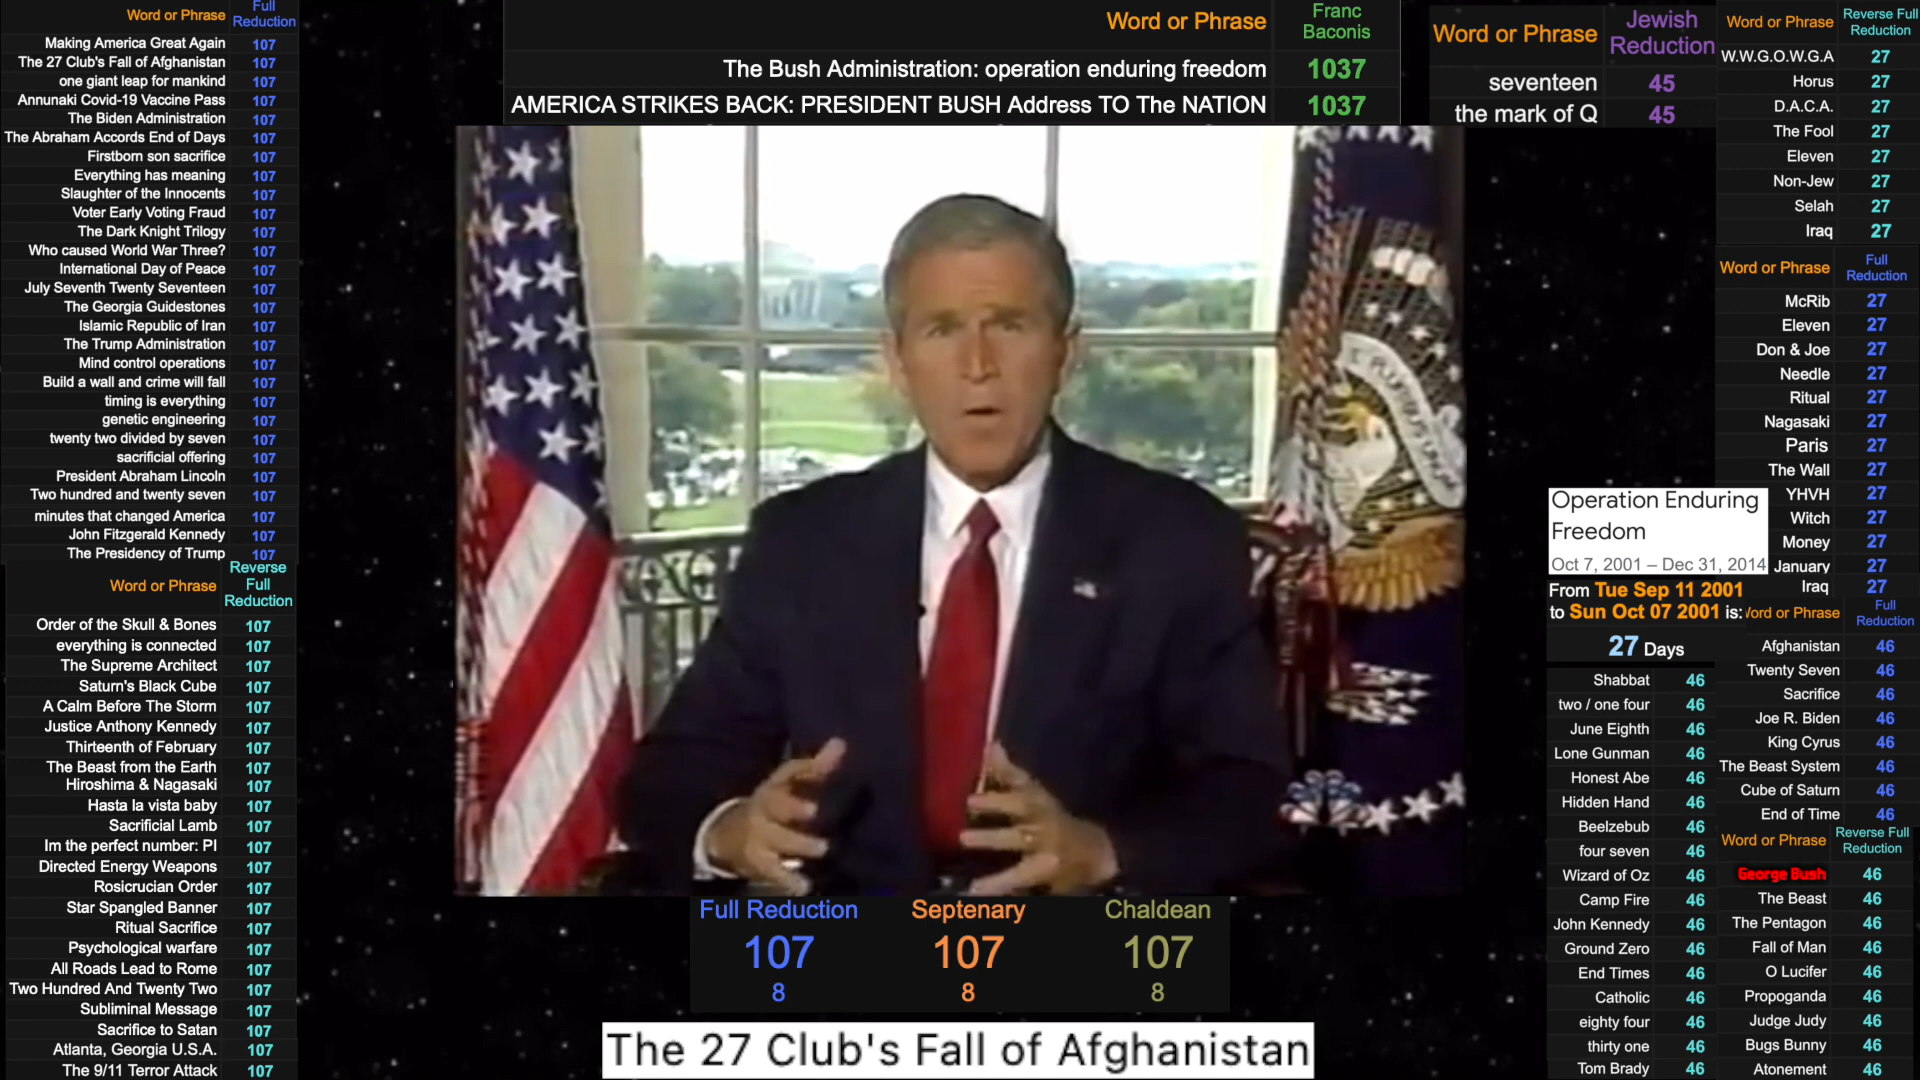 Word or Phrase Full Reduction
Making America Great Again 107
The 27 Club's Fall of Afghanistan 107
one giant leap for mankind 107
Annunaki Covid-19 Vaccine Pass 107
The Biden Administration 107
The Abraham Accords End of Days 107
Firstborn son sacrifice 107
Everything has meaning 107
Slaughter of the Innocents 107
Voter Early Voting Fraud 107
The Dark Knight Trilogy 107
Who caused World War Three? 107
International Day of Peace 107
July Seventh Twenty Seventeen 107
The Georgia Guidestones 107
Islamic Republic of Iran 107
The Trump Administration 107
Mind control operations 107
Build a wall and crime will fall 107
timing is everything 107
genetic engineering 107
twenty two divided by seven 107
sacrificial offering 107
President Abraham Lincoln 107
Two hundred and twenty seven 107
minutes that changed America 107
John Fitzgerald Kennedy 107
The Presidency of Trump 107
Word or Phrase Reverse Full Reduction
Order of the Skull & Bones 107
everything is connected 107
The Supreme Architect 107
Saturn's Black Cube 107
A Calm Before The Storm 107
Justice Anthony Kennedy 107
Thirteenth of February 107
The Beast from the Earth 107
Hiroshima & Nagasaki 107
Hasta la vista baby 107
Sacrificial Lamb 107
Im the perfect number: PI 107
Directed Energy Weapons 107
Rosicrucian Order 107
Star Spangled Banner 107
Ritual Sacrifice 107
Psychological warfare 107
All Roads Lead to Rome 107
Two Hundred And Twenty Two 107
Subliminal Message 107
Sacrifice to Satan 107
Atlanta, Georgia U.S.A. 107
The 9/11 Terror Attack 107
Word or Phrase Franc Baconis
The Bush Administration: operation enduring freedom 1037
AMERICA STRIKES BACK: PRESIDENT BUSH Address TO The NATION 1037
Full Reduction Septenary Chaldean
107 107 107
8 8 8
The 27 Club's Fall of Afghanistan
Word or Phrase Jewish Reduction
seventeen 45
the mark of Q 45
Word or Phrase Reverse Full Reduction
W.W.G.O.W.G.A 27
Horus 27
D.A.C.A. 27
The Fool 27
Eleven 27
Non-Jew 27
Selah 27
Iraq 27
Word or Phrase Full Reduction
McRib 27
Eleven 27
Don & Joe 27
Needle 27
Ritual 27
Nagasaki 27
Paris 27
The Wall 27
YHVH 27
Witch 27
Money 27
January 27
Iraq 27
Operation Enduring
Freedom
Oct 7, 2001 – Dec 31, 2014
From Tue Sep 11 2001
to Sun Oct 07 2001 is:
27 Days
Shabbat 46
two / one four 46
June Eighth 46
Lone Gunman 46
Honest Abe 46
Hidden Hand 46
Beelzebub 46
four seven 46
Wizard of Oz 46
Camp Fire 46
John Kennedy 46
Ground Zero 46
End Times 46
Catholic 46
eighty four 46
thirty one 46
Tom Brady 46
Word or Phrase Full Reduction
Afghanistan 46
Twenty Seven 46
Sacrifice 46
Joe R. Biden 46
King Cyrus 46
The Beast System 46
Cube of Saturn 46
End of Time 46
Word or Phrase Reverse Full Reduction
George Bush 46
The Beast 46
The Pentagon 46
Fall of Man 46
O Lucifer 46
Propoganda 46
Judge Judy 46
Bugs Bunny 46
Atonement 46